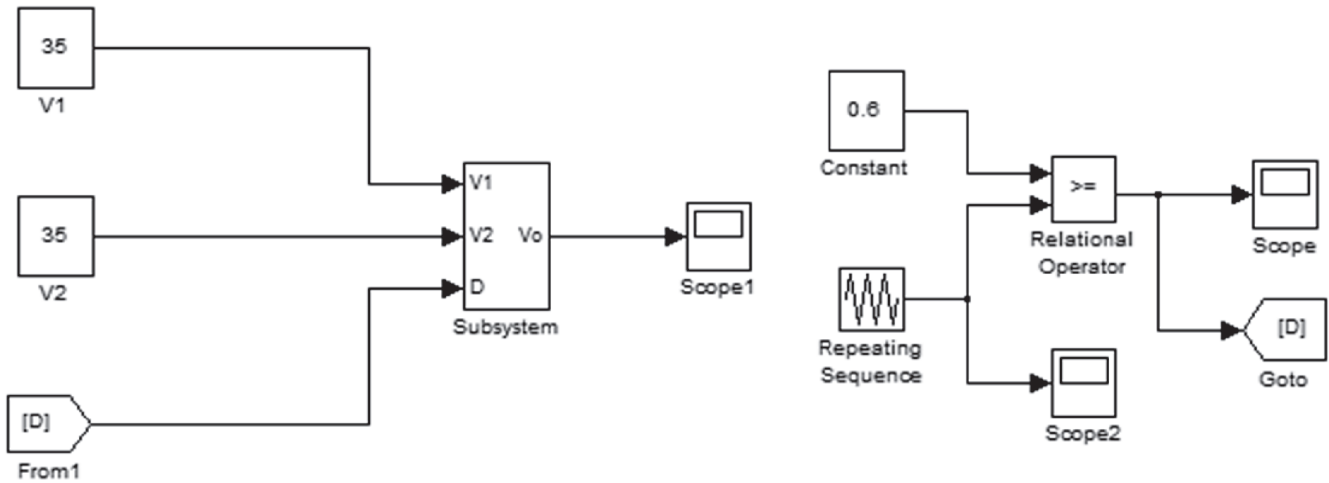 35
V1
35
V2
[D]
From1
V1
V2
Vo
D
Subsystem
Scope1
0.6
Constant
>=
Relational
Operator
Repeating
Sequence
Scope
[D]
Goto
Scope2